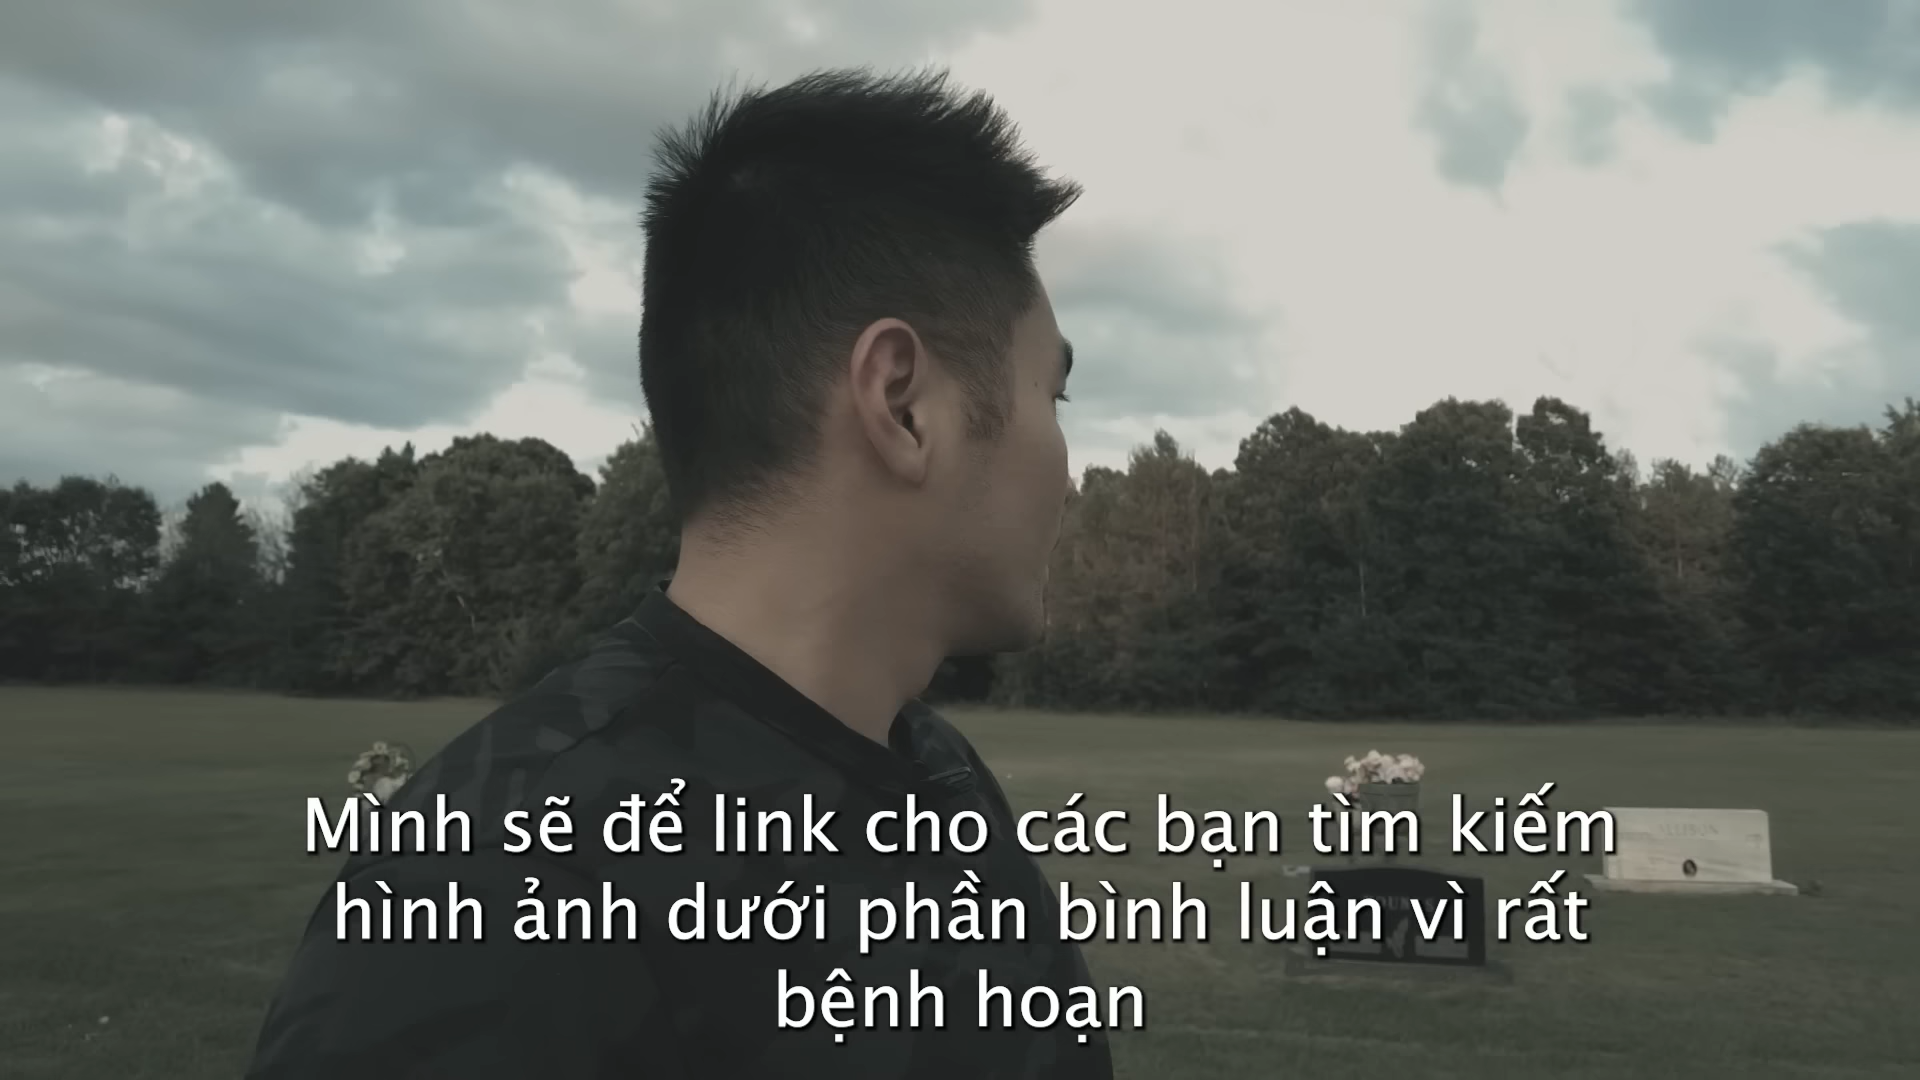 ALLISON
Mình sẽ để link cho các bạn tìm kiếm
hình ảnh dưới phần bình luận vì rất
bệnh hoạn